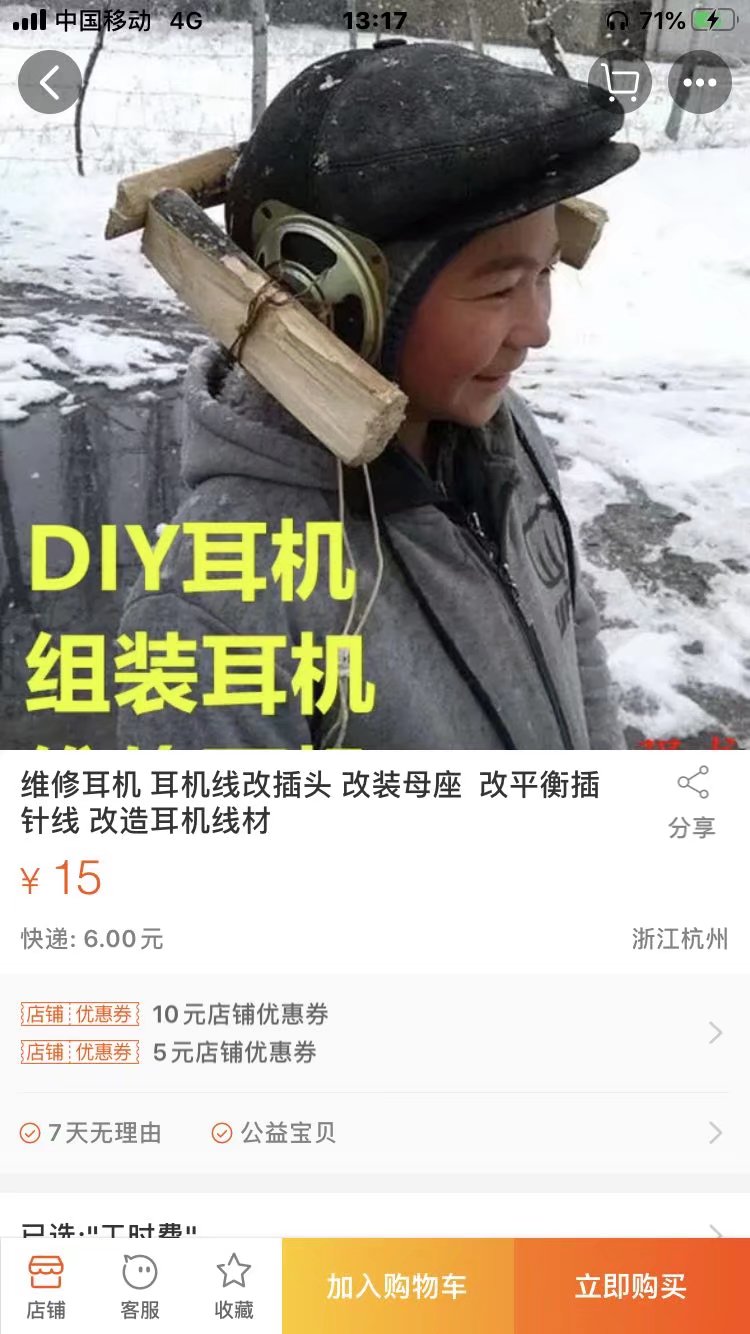 中国移动 4G 13:17 71%
DIY耳机
组装耳机
维修耳机 耳机线改插头 改装母座 改平衡插
针线 改造耳机线材
分享
¥ 15
快递: 6.00元 浙江杭州
店铺 优惠券 10元店铺优惠券
店铺 优惠券 5元店铺优惠券
7天无理由 公益宝贝
已选:"工时费"
店铺 客服 收藏 加入购物车 立即购买